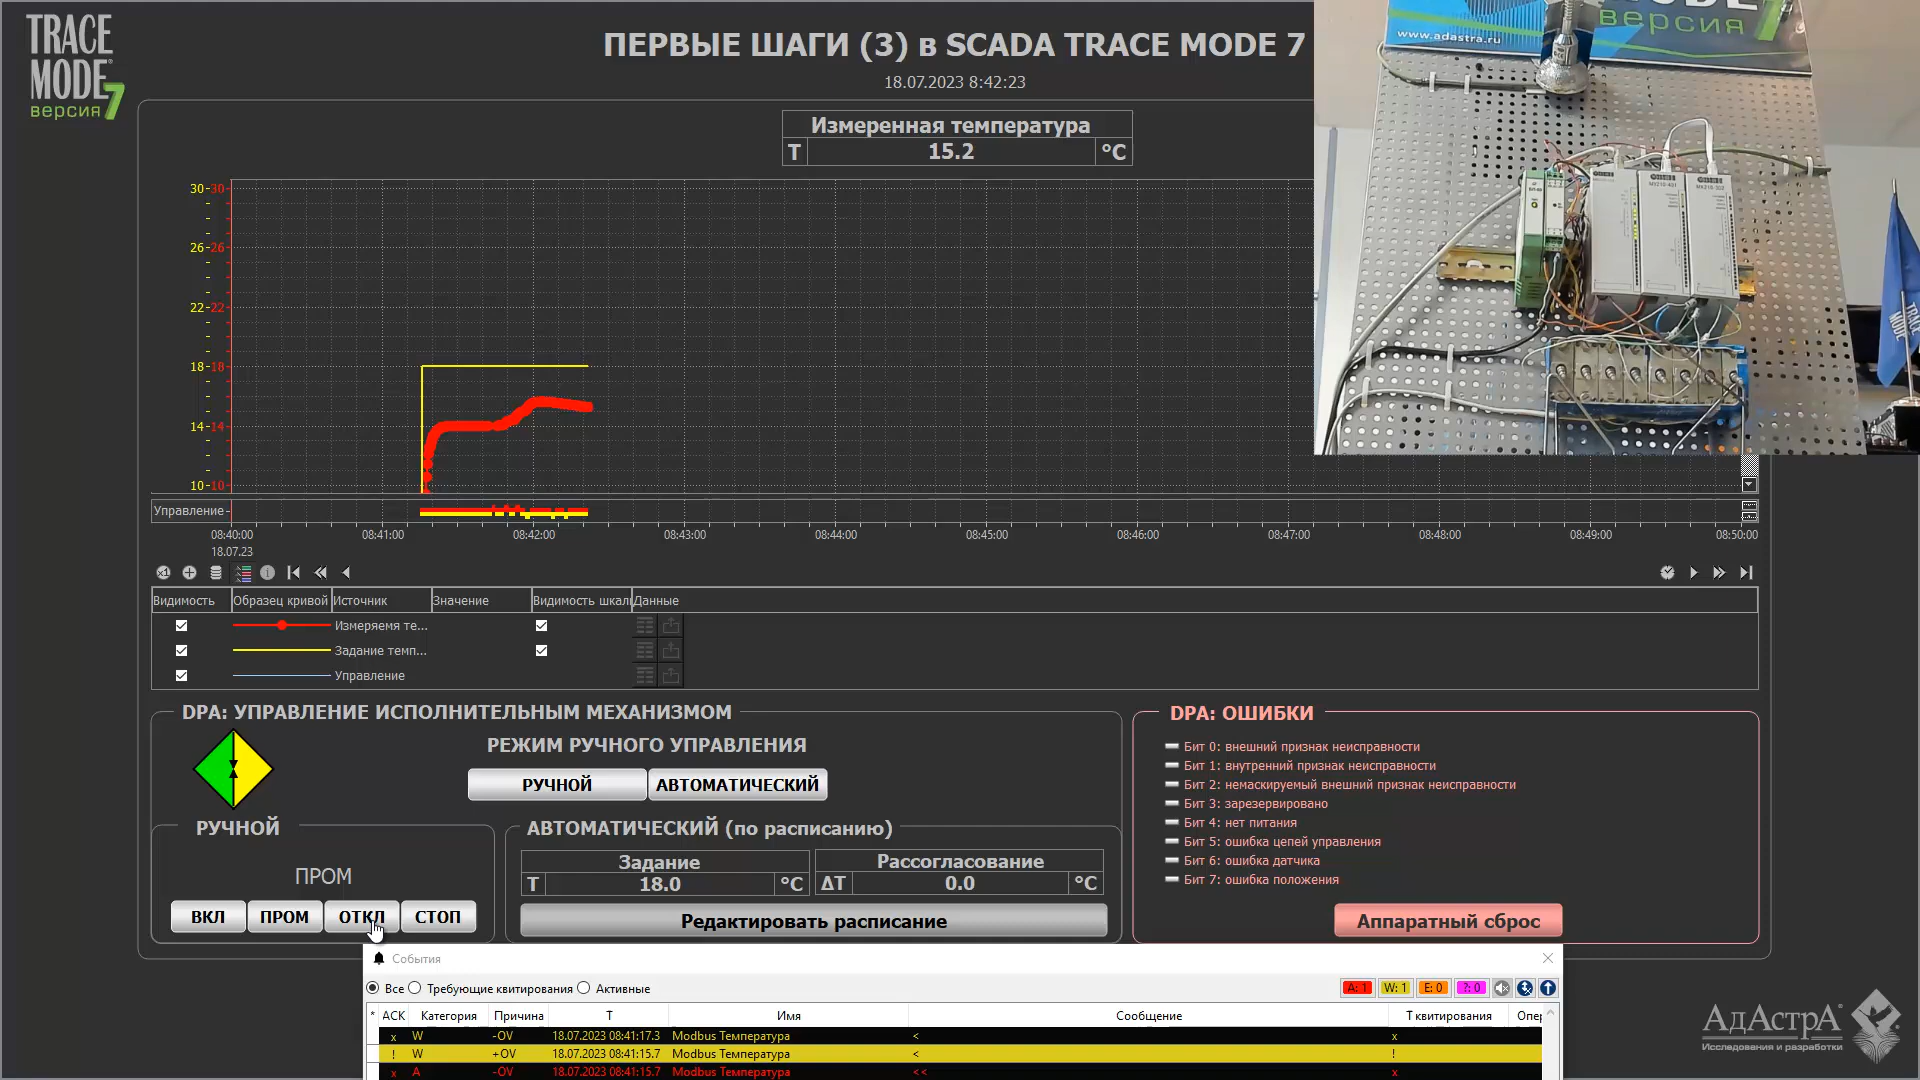 TRACE
MODE
версия 7
ПЕРВЫЕ ШАГИ (3) в SCADA TRACE MODE 7
18.07.2023 8:42:23
Измеренная температура
T 15.2 °C
www.adastra.ru
версия 7
TRACE MODE
30 30
26 26
22 22
18 18
14 14
10 10
Управление
08:40:00 08:41:00 08:42:00 08:43:00 08:44:00 08:45:00 08:46:00 08:47:00 08:48:00 08:49:00 08:50:00
18.07.23
Видимость Образец кривой Источник Значение Видимость шкал Данные
Измеряемя те...
Задание темп...
Управление
DPA: УПРАВЛЕНИЕ ИСПОЛНИТЕЛЬНЫМ МЕХАНИЗМОМ
РЕЖИМ РУЧНОГО УПРАВЛЕНИЯ
РУЧНОЙ АВТОМАТИЧЕСКИЙ
РУЧНОЙ
ПРОМ
ВКЛ ПРОМ ОТКЛ СТОП
АВТОМАТИЧЕСКИЙ (по расписанию)
Задание
T 18.0 °C
Рассогласование
ΔT 0.0 °C
Редактировать расписание
DPA: ОШИБКИ
Бит 0: внешний признак неисправности
Бит 1: внутренний признак неисправности
Бит 2: немаскируемый внешний признак неисправности
Бит 3: зарезервировано
Бит 4: нет питания
Бит 5: ошибка цепей управления
Бит 6: ошибка датчика
Бит 7: ошибка положения
Аппаратный сброс
События
Все Требующие квитирования Активные
A: 1 W: 1 E: 0 ?: 0
* ACK Категория Причина T Имя Сообщение T квитирования Опер
x W -OV 18.07.2023 08:41:17.3 Modbus Температура < x
! W +OV 18.07.2023 08:41:15.7 Modbus Температура < !
x A -OV 18.07.2023 08:41:15.7 Modbus Температура << x
АдАстрА
Исследования и разработки